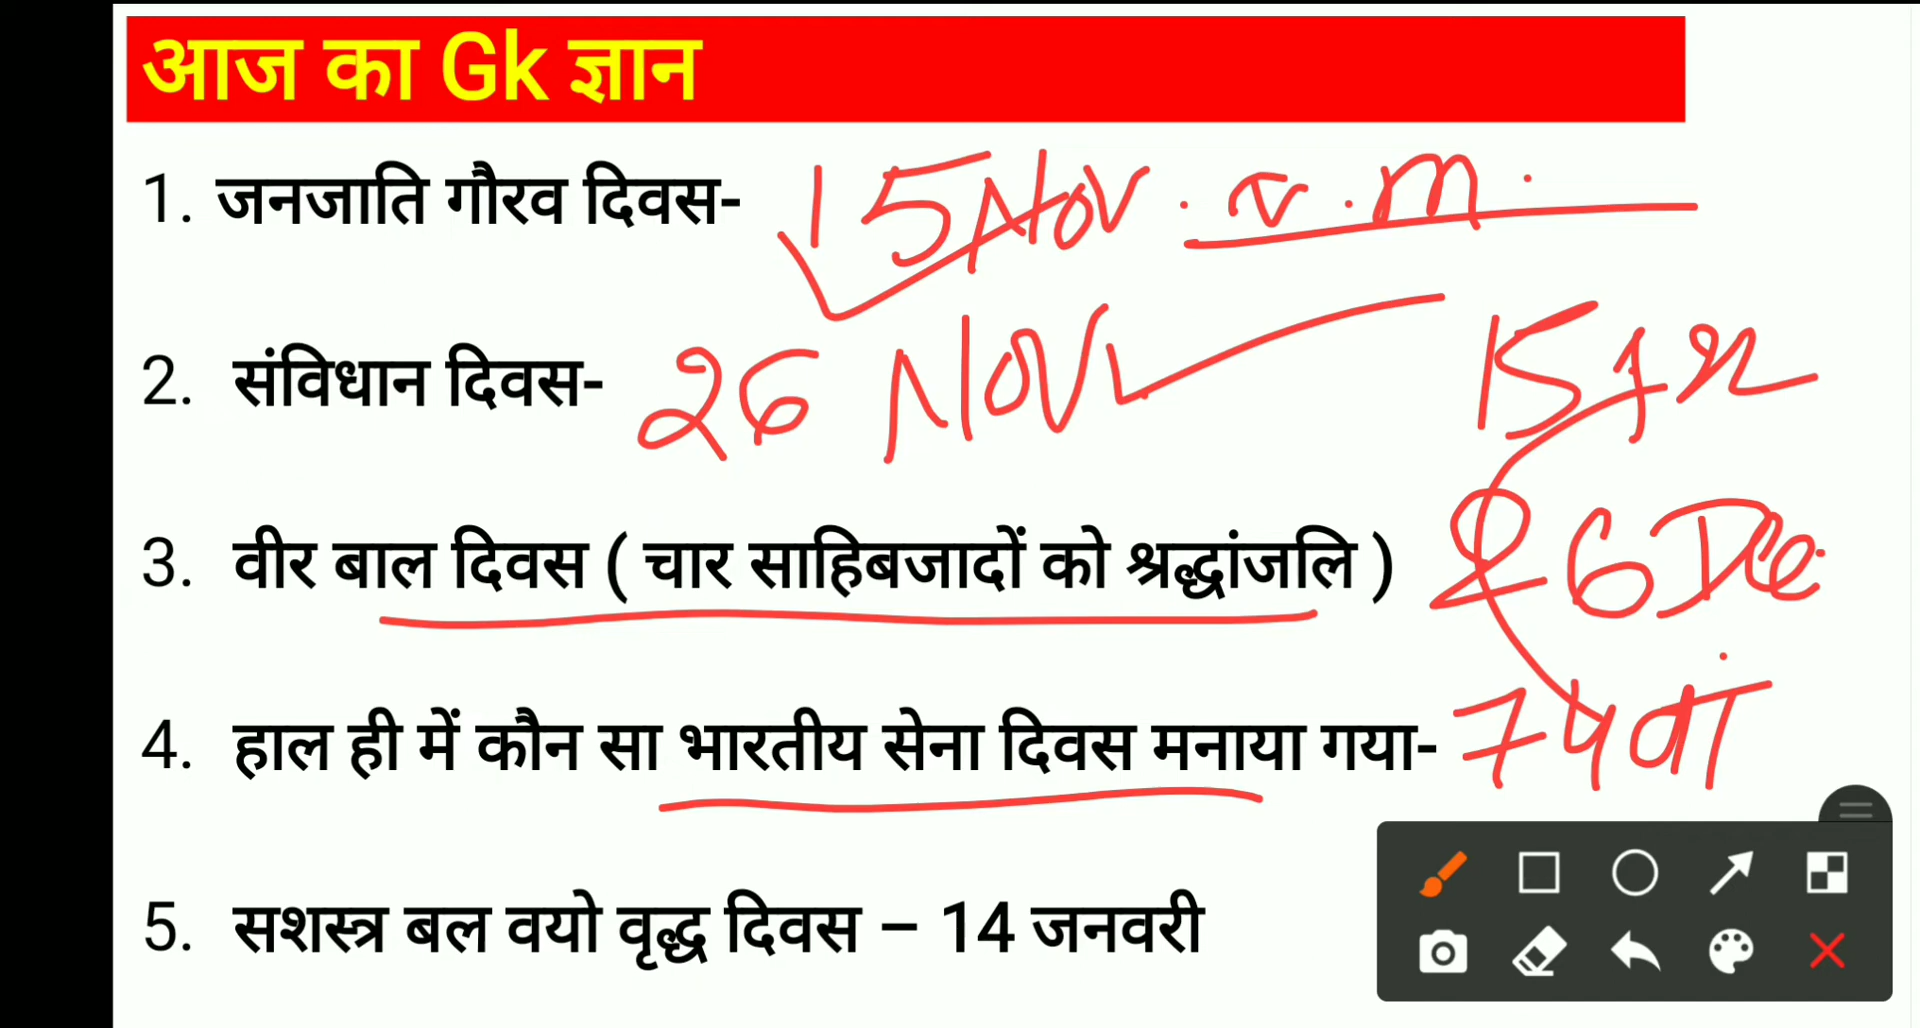 आज का Gk ज्ञान
1. जनजाति गौरव दिवस- 15 Nov. र. m.
2. संविधान दिवस- 26 Nov
3. वीर बाल दिवस ( चार साहिबजादों को श्रद्धांजलि ) 26 Dec
4. हाल ही में कौन सा भारतीय सेना दिवस मनाया गया- 74वां
5. सशस्त्र बल वयो वृद्ध दिवस – 14 जनवरी